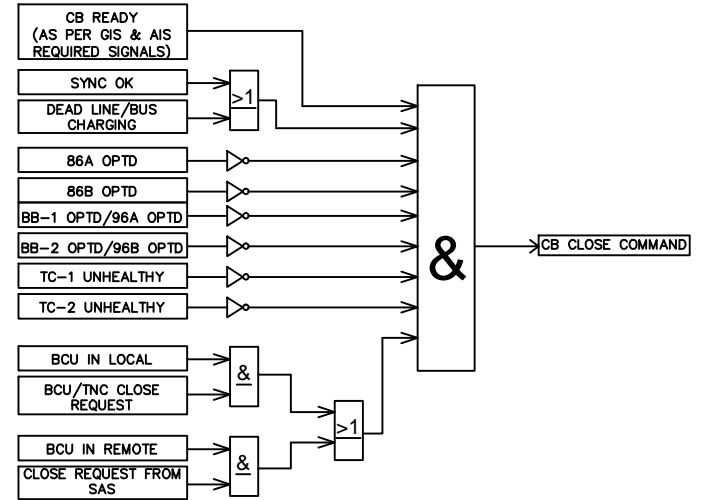 CB READY
(AS PER GIS & AIS
REQUIRED SIGNALS)
SYNC OK
>1
DEAD LINE/BUS
CHARGING
86A OPTD
86B OPTD
BB-1 OPTD/96A OPTD
BB-2 OPTD/96B OPTD
&
CB CLOSE COMMAND
TC-1 UNHEALTHY
TC-2 UNHEALTHY
BCU IN LOCAL
&
BCU/TNC CLOSE
REQUEST
>1
BCU IN REMOTE
&
CLOSE REQUEST FROM
SAS